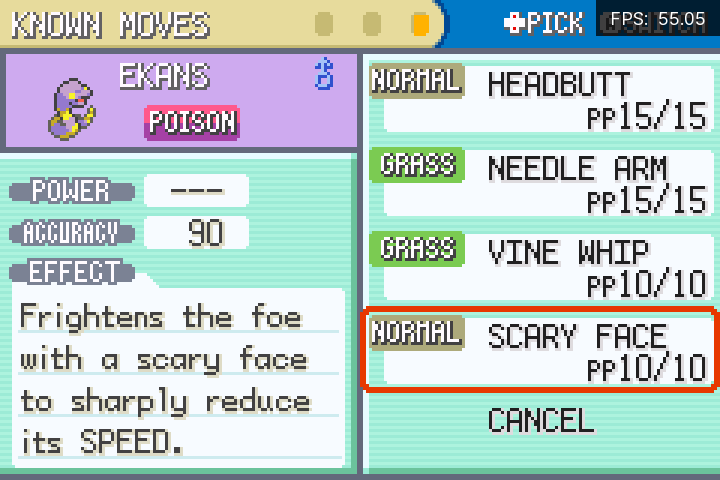 KNOWN MOVES
PICK
FPS: 55.05
EKANS ♂
POISON
POWER ---
ACCURACY 90
EFFECT
Frightens the foe
with a scary face
to sharply reduce
its SPEED.
NORMAL HEADBUTT
PP15/15
GRASS NEEDLE ARM
PP15/15
GRASS VINE WHIP
PP10/10
NORMAL SCARY FACE
PP10/10
CANCEL